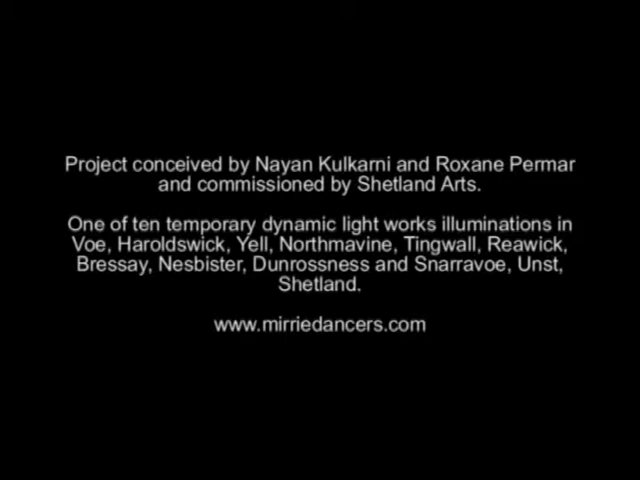 Project conceived by Nayan Kulkarni and Roxane Permar
and commissioned by Shetland Arts.
One of ten temporary dynamic light works illuminations in
Voe, Haroldswick, Yell, Northmavine, Tingwall, Reawick,
Bressay, Nesbister, Dunrossness and Snarravoe, Unst,
Shetland.
www.mirriedancers.com